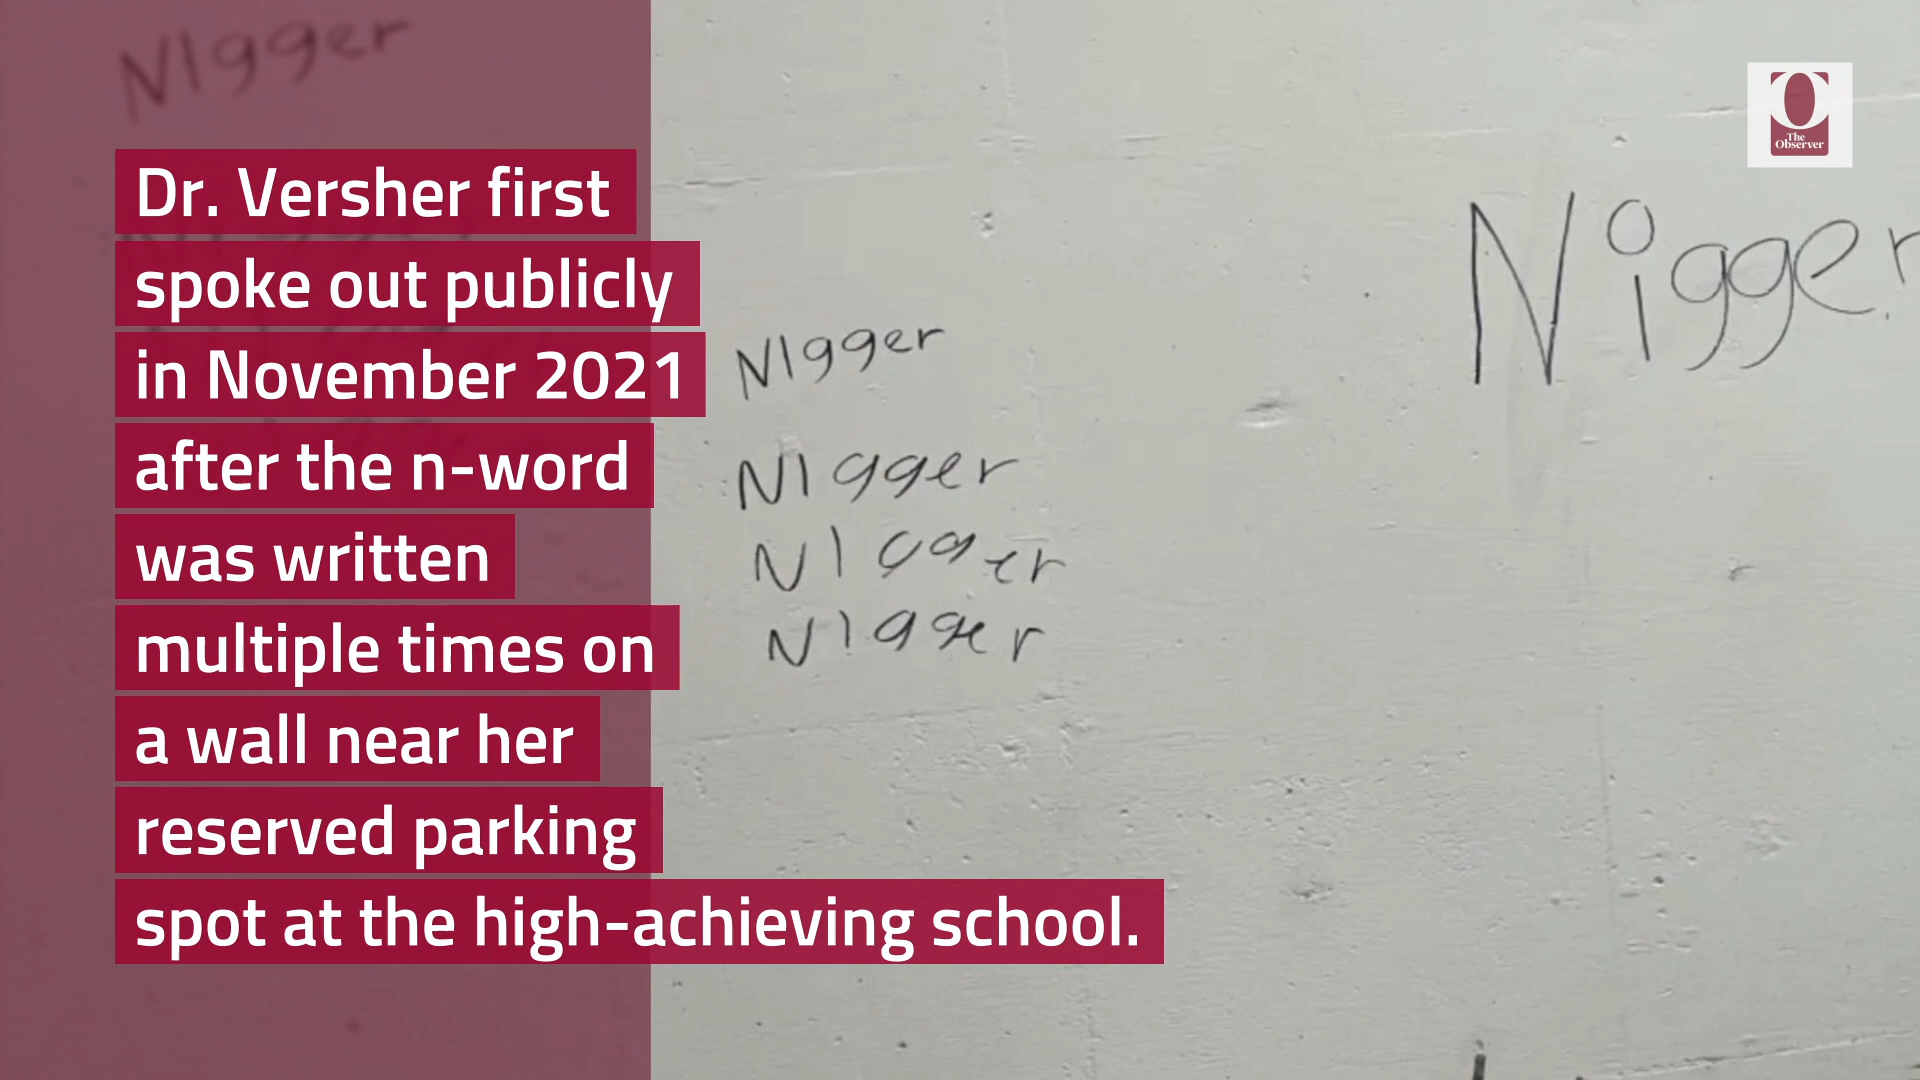 Nigger
Dr. Versher first
spoke out publicly
in November 2021
after the n-word
was written
multiple times on
a wall near her
reserved parking
spot at the high-achieving school.
Nigger
Nigger
Nigger
Nigger
Nigger
The
Observer